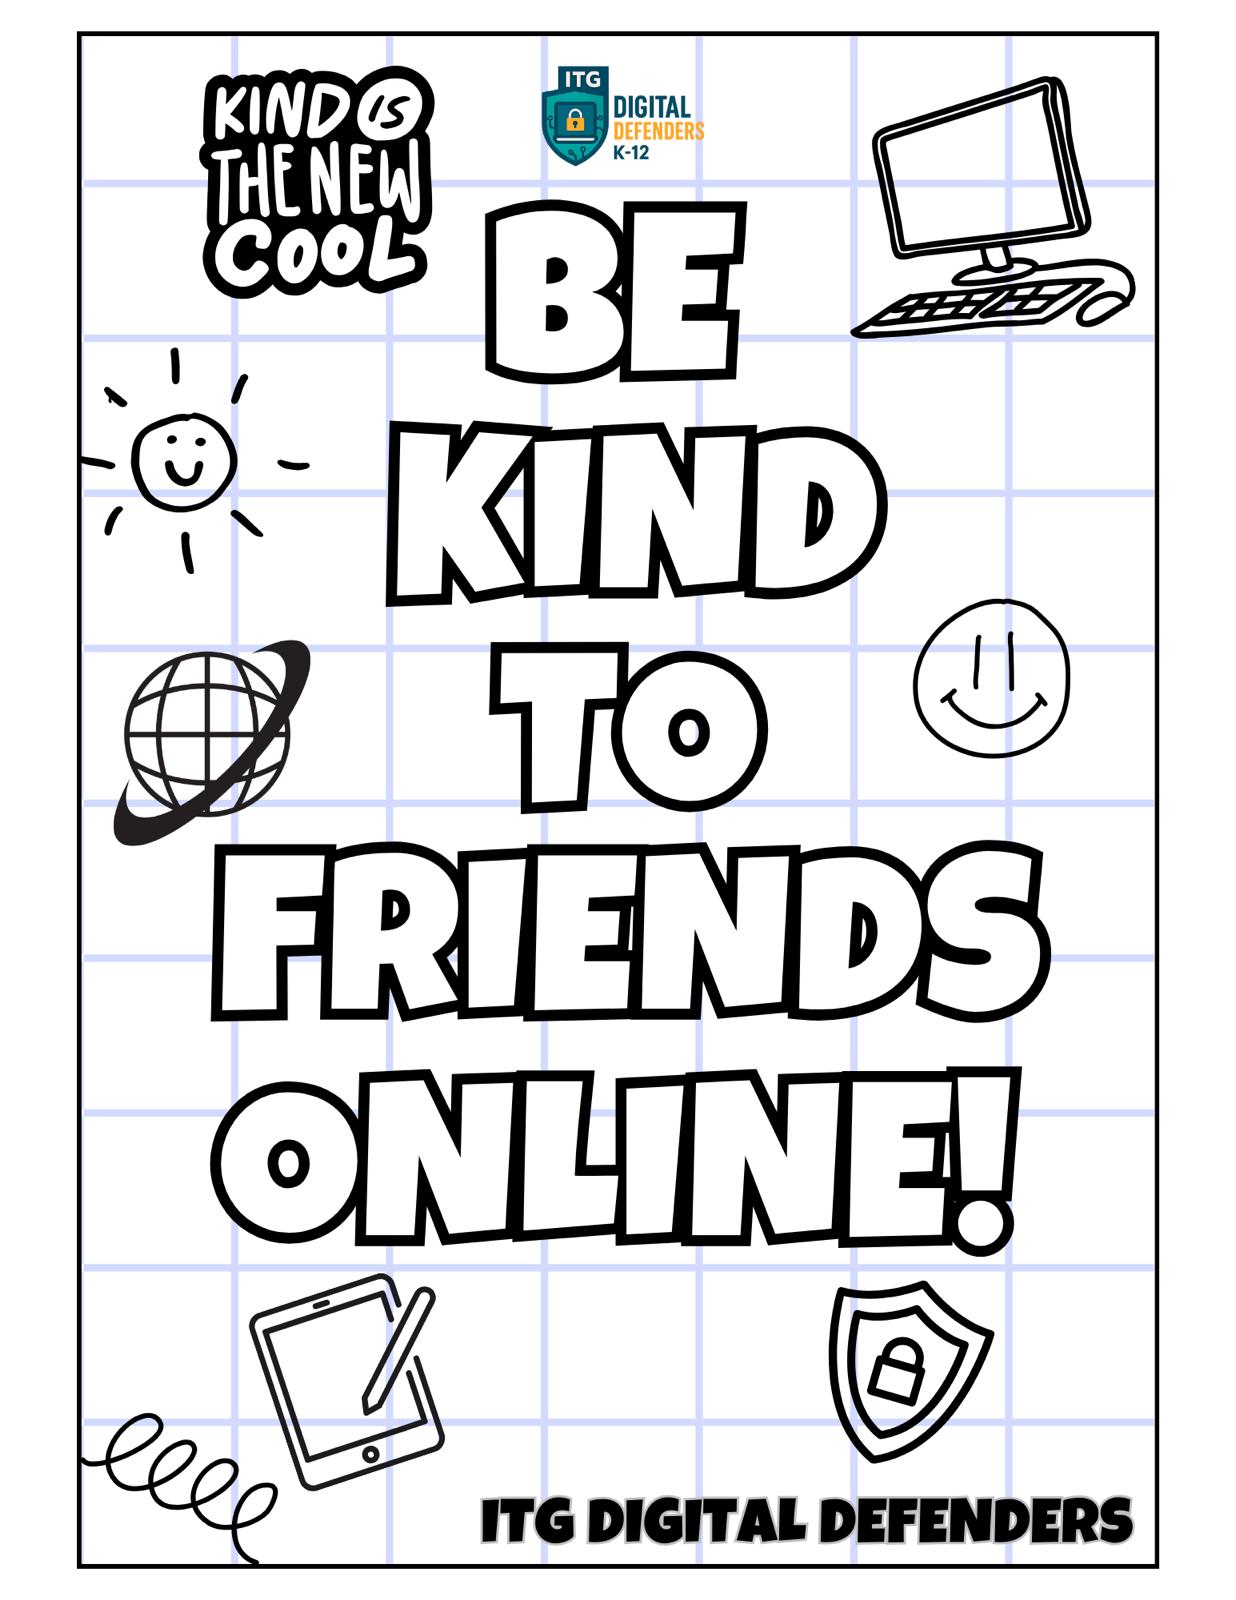 KIND IS
THE NEW
COOL
ITG
DIGITAL
DEFENDERS
K-12
BE
KIND
TO
FRIENDS
ONLINE!
ITG DIGITAL DEFENDERS